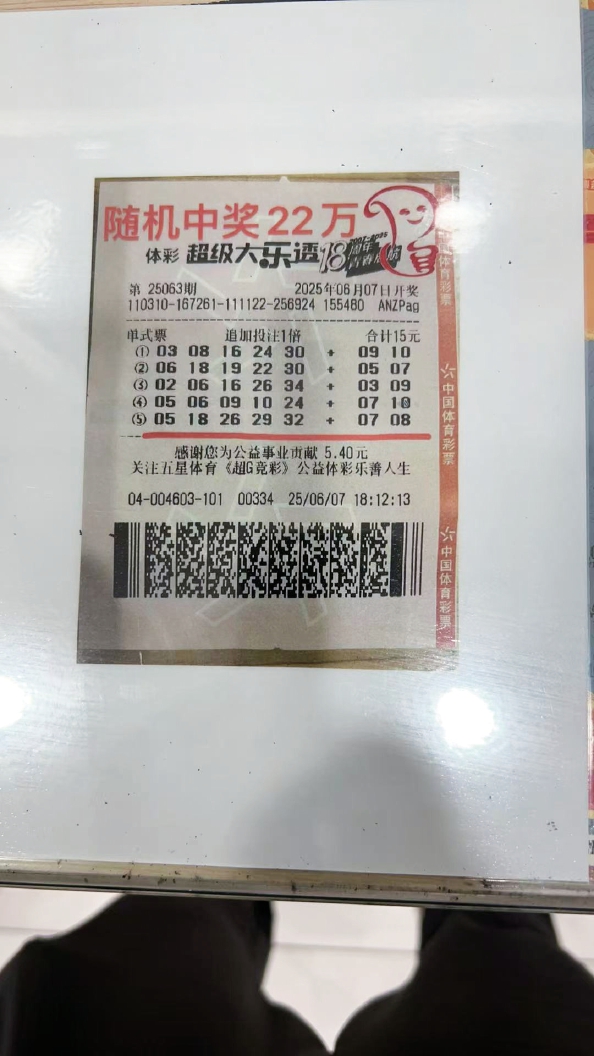 随机中奖22万
体彩 超级大乐透 18周年
2007-2025
第 25063期 2025年06月07日开奖
110310-167261-111122-256924 155480 ANZPag
单式票 追加投注1倍 合计15元
① 03 08 16 24 30 + 09 10
② 06 18 19 22 30 + 05 07
③ 02 06 16 26 34 + 03 09
④ 05 06 09 10 24 + 07 10
⑤ 05 18 26 29 32 + 07 08
感谢您为公益事业贡献 5.40元
关注五星体育《超G竞彩》公益体彩乐善人生
04-004603-101 00334 25/06/07 18:12:13
体育彩票
中国体育彩票
中国体育彩票